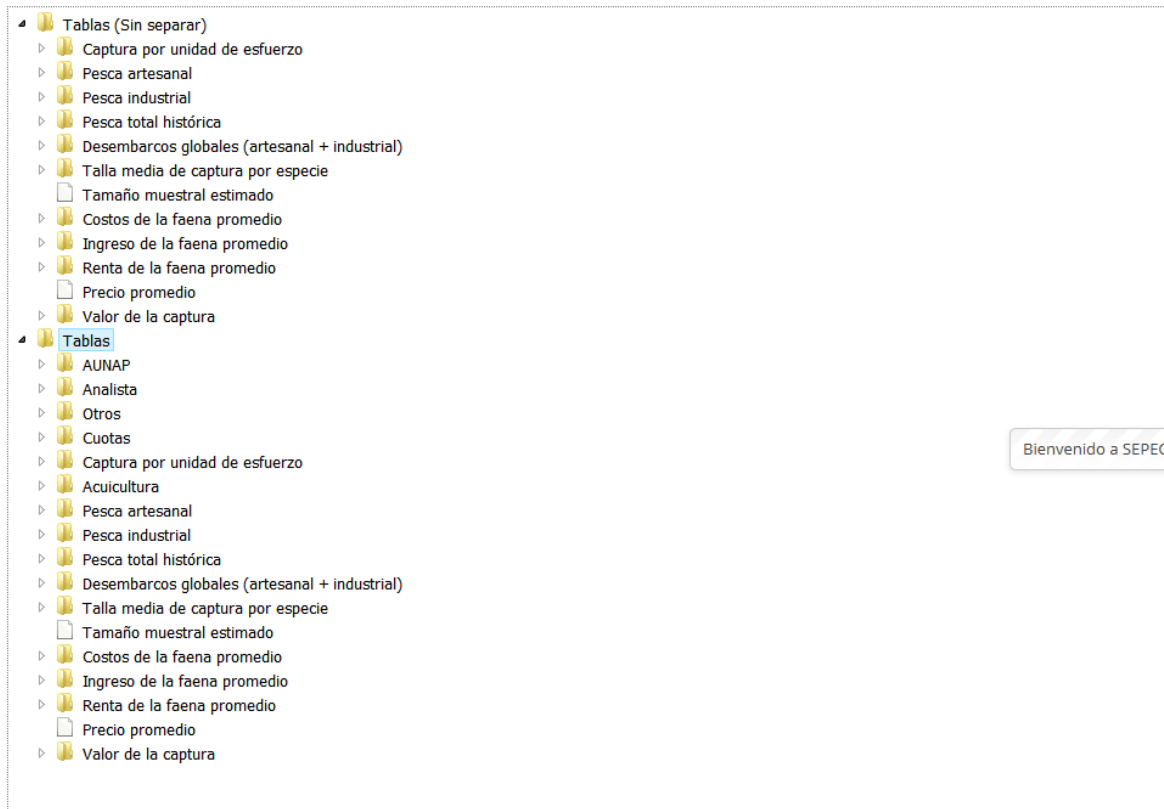 Tablas (Sin separar)
Captura por unidad de esfuerzo
Pesca artesanal
Pesca industrial
Pesca total histórica
Desembarcos globales (artesanal + industrial)
Talla media de captura por especie
Tamaño muestral estimado
Costos de la faena promedio
Ingreso de la faena promedio
Renta de la faena promedio
Precio promedio
Valor de la captura
Tablas
AUNAP
Analista
Otros
Cuotas
Captura por unidad de esfuerzo
Acuicultura
Pesca artesanal
Pesca industrial
Pesca total histórica
Desembarcos globales (artesanal + industrial)
Talla media de captura por especie
Tamaño muestral estimado
Costos de la faena promedio
Ingreso de la faena promedio
Renta de la faena promedio
Precio promedio
Valor de la captura
Bienvenido a SEPEC